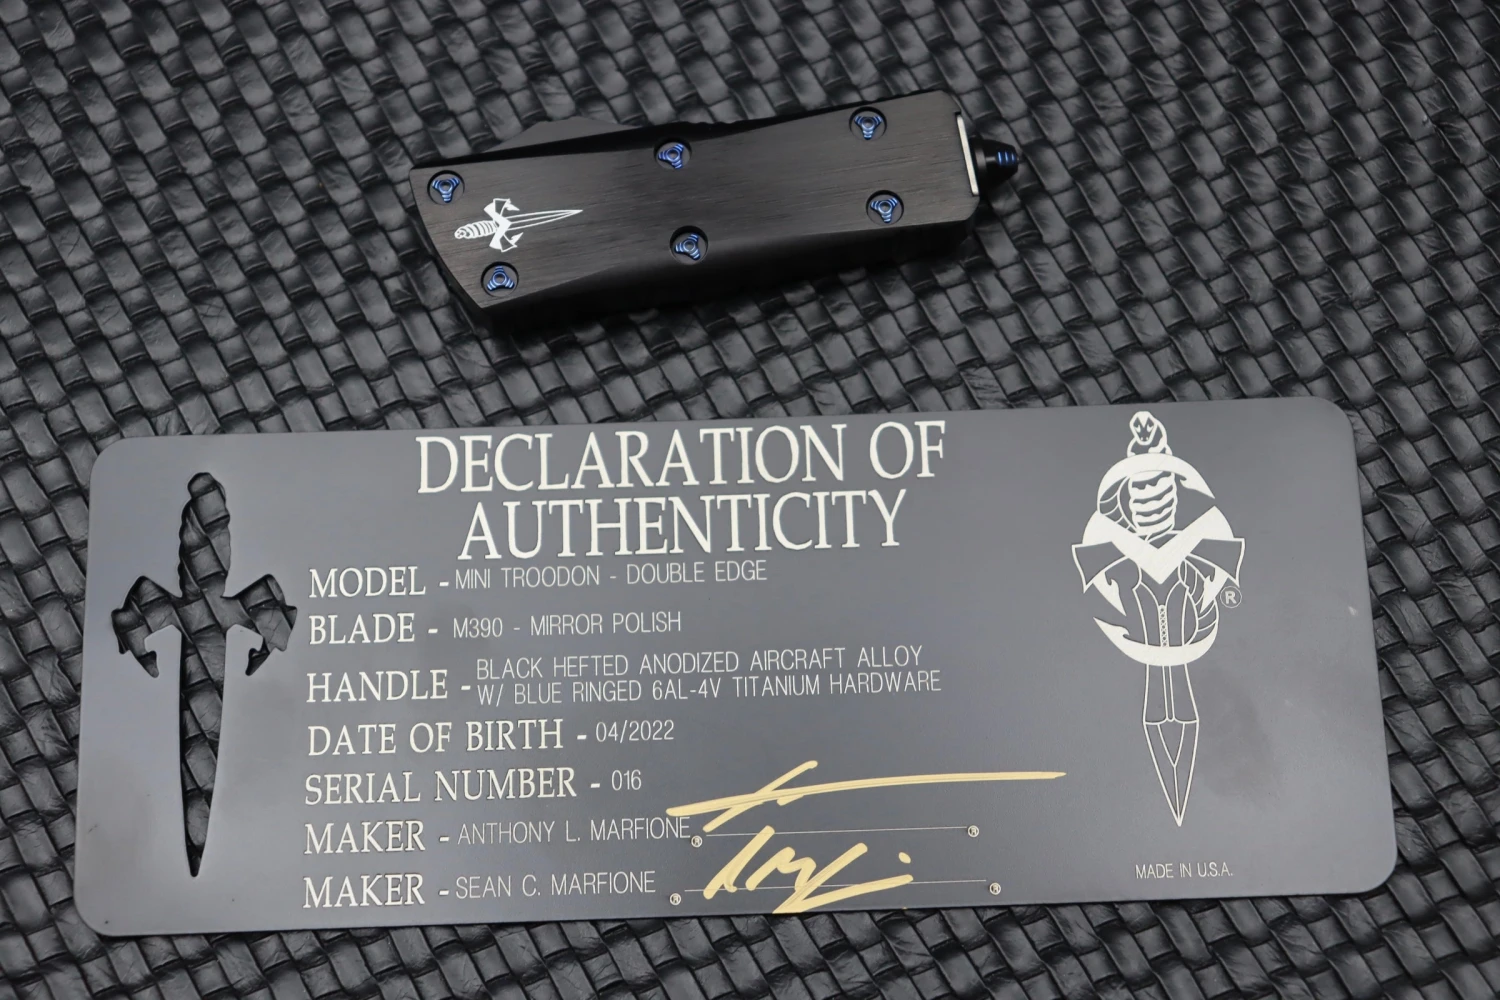 DECLARATION OF
AUTHENTICITY
MODEL - MINI TROODON - DOUBLE EDGE
BLADE - M390 - MIRROR POLISH
HANDLE - BLACK HEFTED ANODIZED AIRCRAFT ALLOY
W/ BLUE RINGED 6AL-4V TITANIUM HARDWARE
DATE OF BIRTH - 04/2022
SERIAL NUMBER - 016
MAKER - ANTHONY L. MARFIONE ® ®
MAKER - SEAN C. MARFIONE ® ®
®
MADE IN U.S.A.